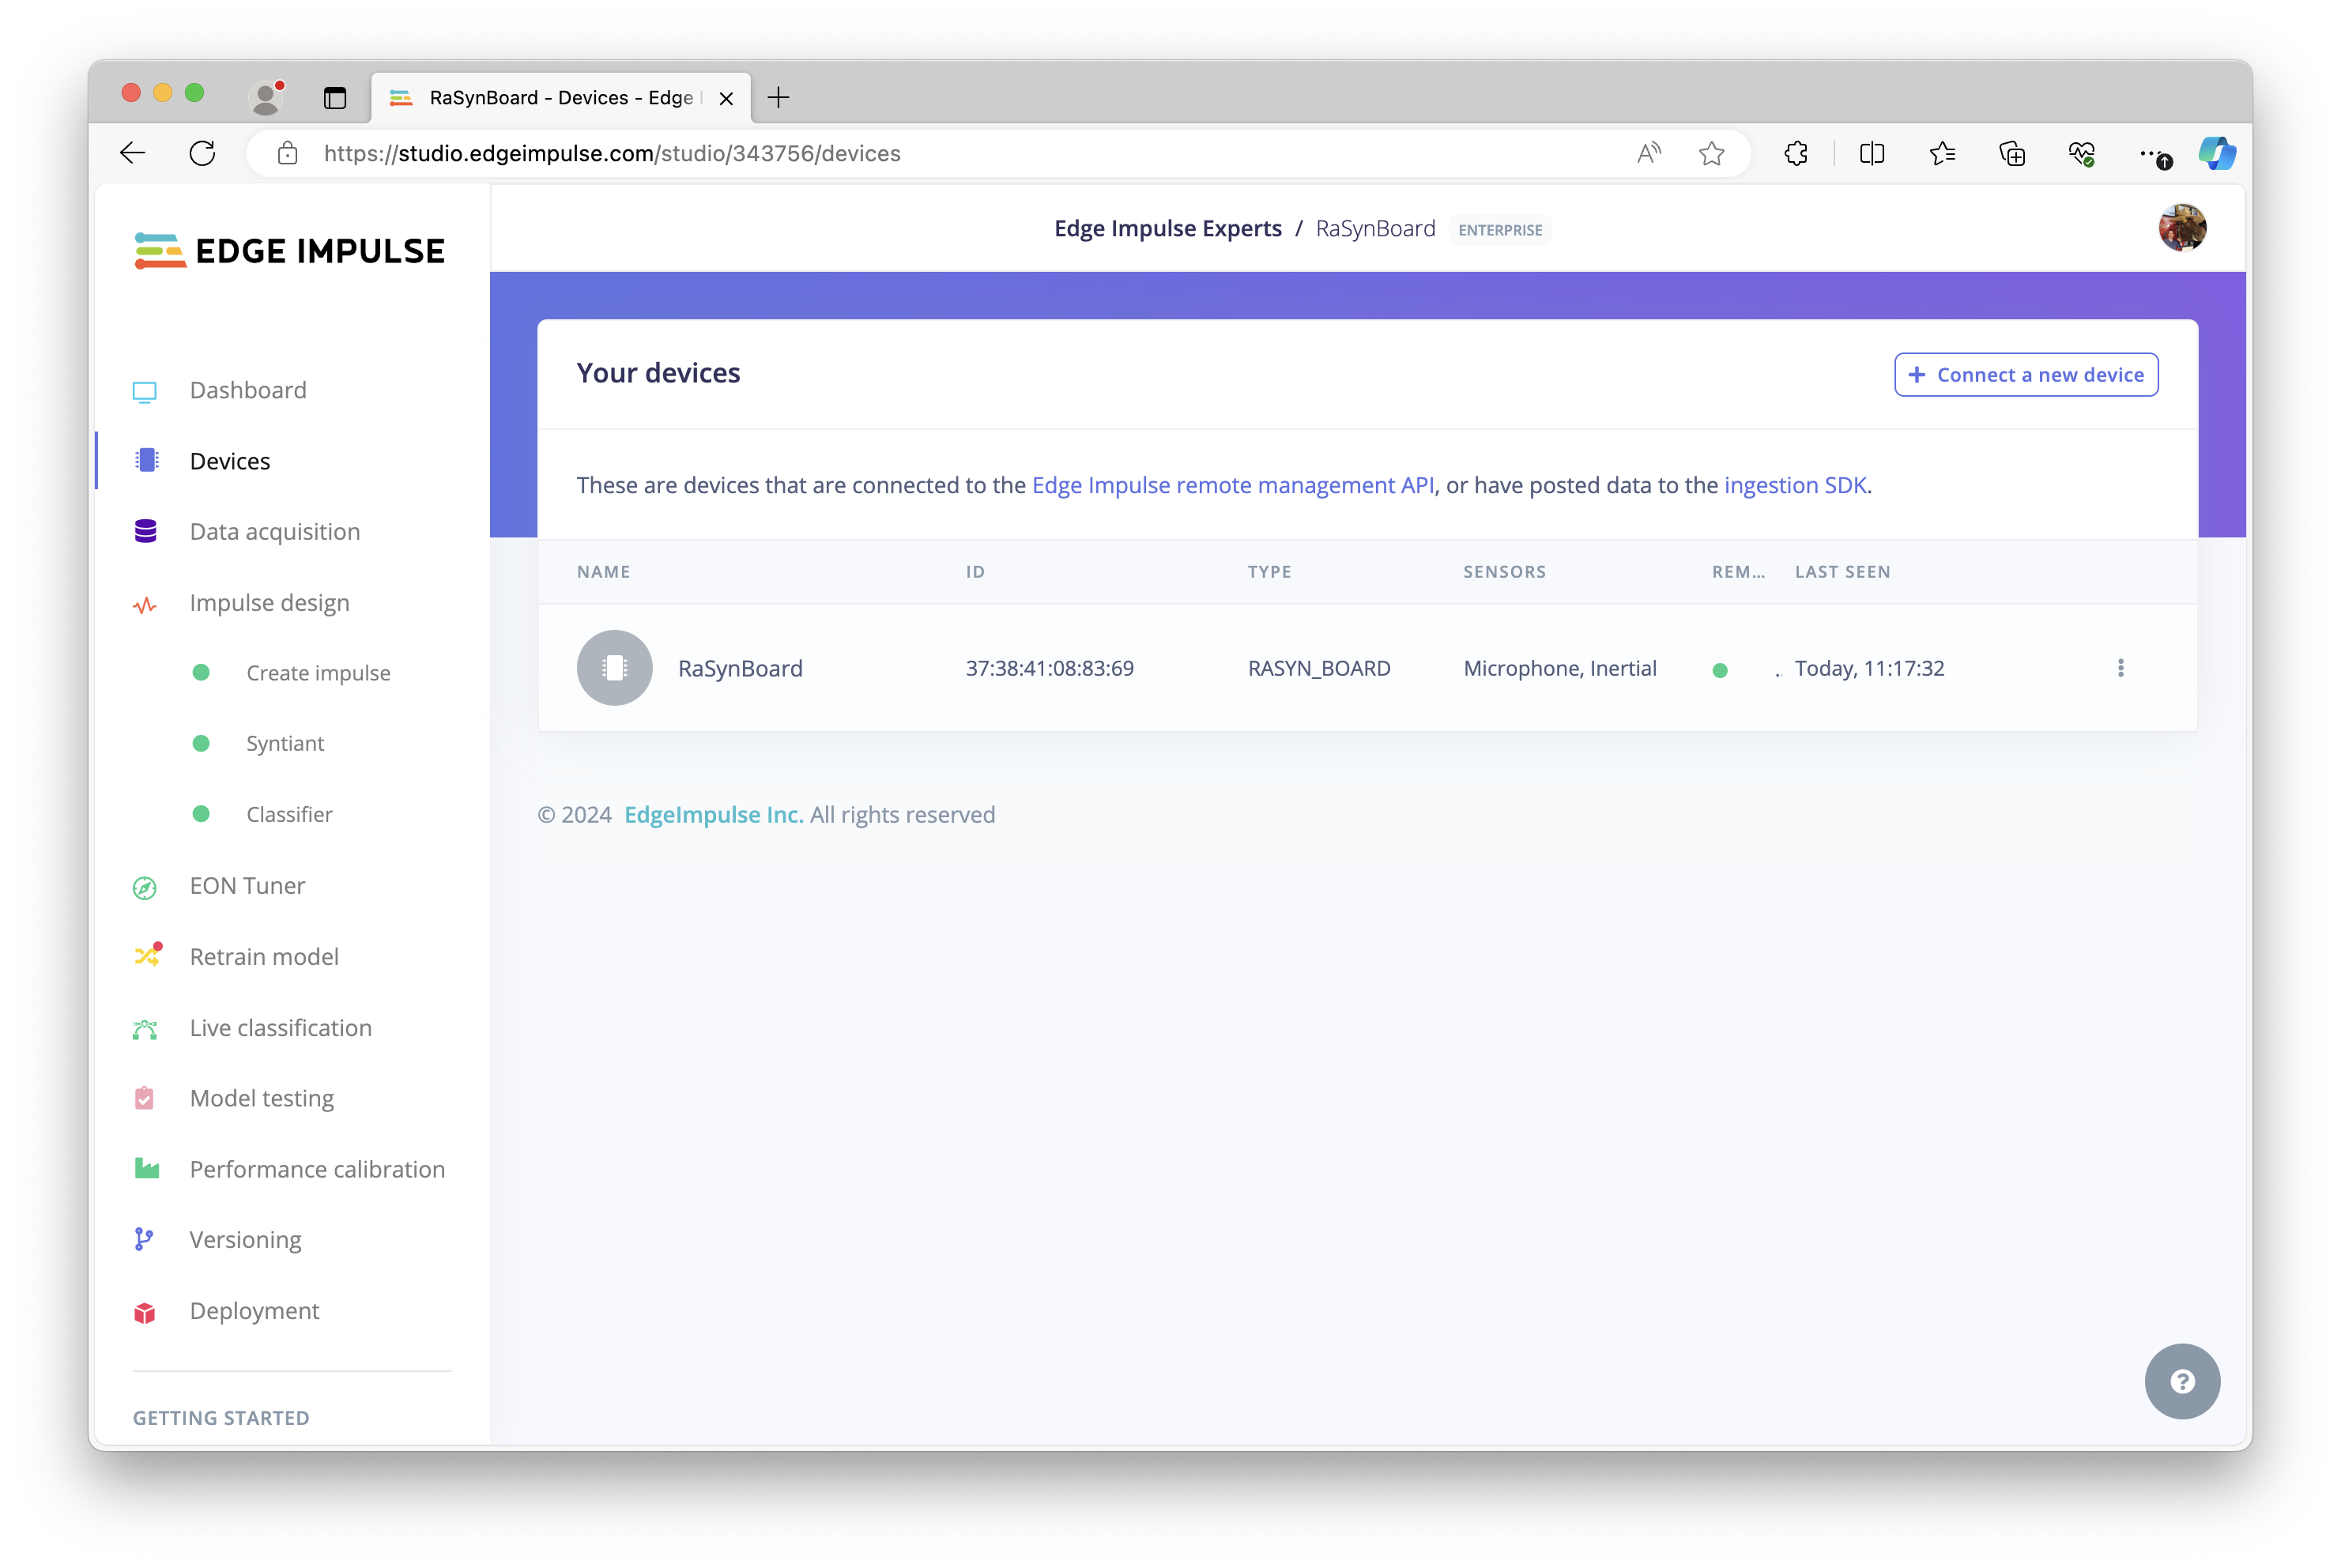 RaSynBoard - Devices - Edge
https://studio.edgeimpulse.com/studio/343756/devices
EDGE IMPULSE
Edge Impulse Experts / RaSynBoard ENTERPRISE
Dashboard
Devices
Data acquisition
Impulse design
Create impulse
Syntiant
Classifier
EON Tuner
Retrain model
Live classification
Model testing
Performance calibration
Versioning
Deployment
GETTING STARTED
Your devices
+ Connect a new device
These are devices that are connected to the Edge Impulse remote management API, or have posted data to the ingestion SDK.
NAME ID TYPE SENSORS REM... LAST SEEN
RaSynBoard 37:38:41:08:83:69 RASYN_BOARD Microphone, Inertial .. Today, 11:17:32
© 2024 EdgeImpulse Inc. All rights reserved